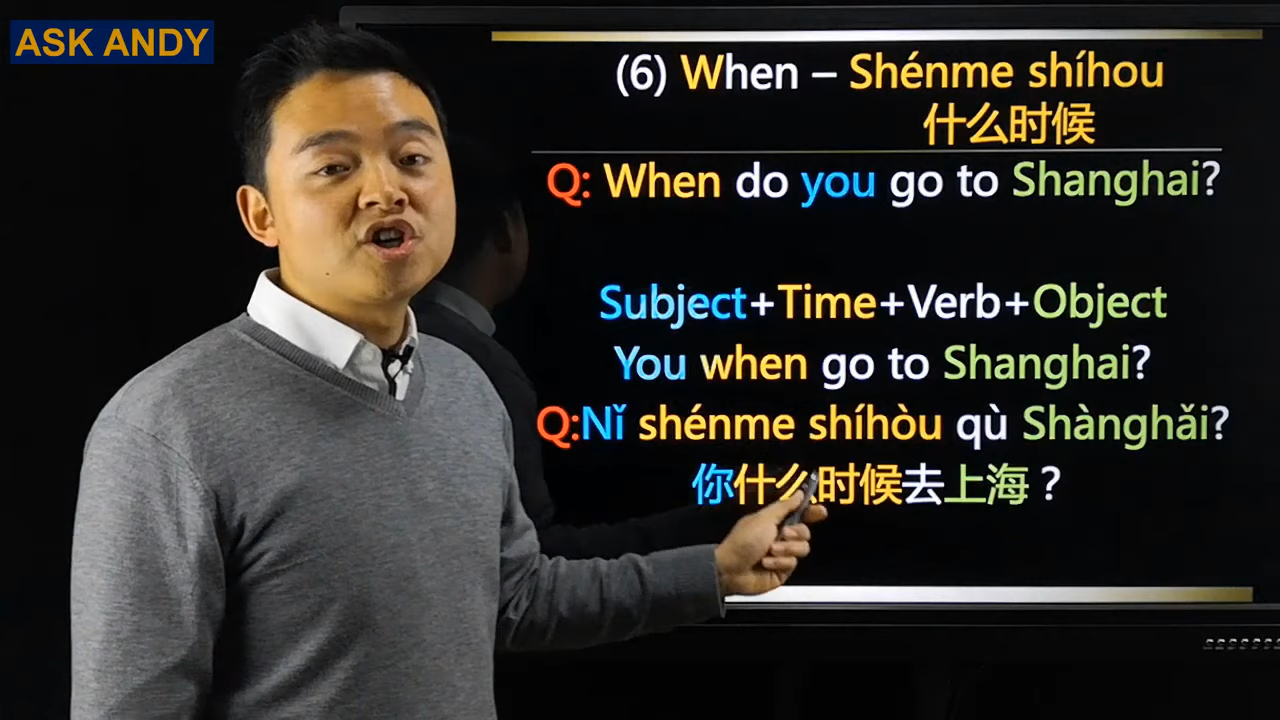 ASK ANDY
(6) When – Shénme shíhou
什么时候
Q: When do you go to Shanghai?
Subject+Time+Verb+Object
You when go to Shanghai?
Q:Nǐ shénme shíhòu qù Shànghǎi?
你什么时候去上海？